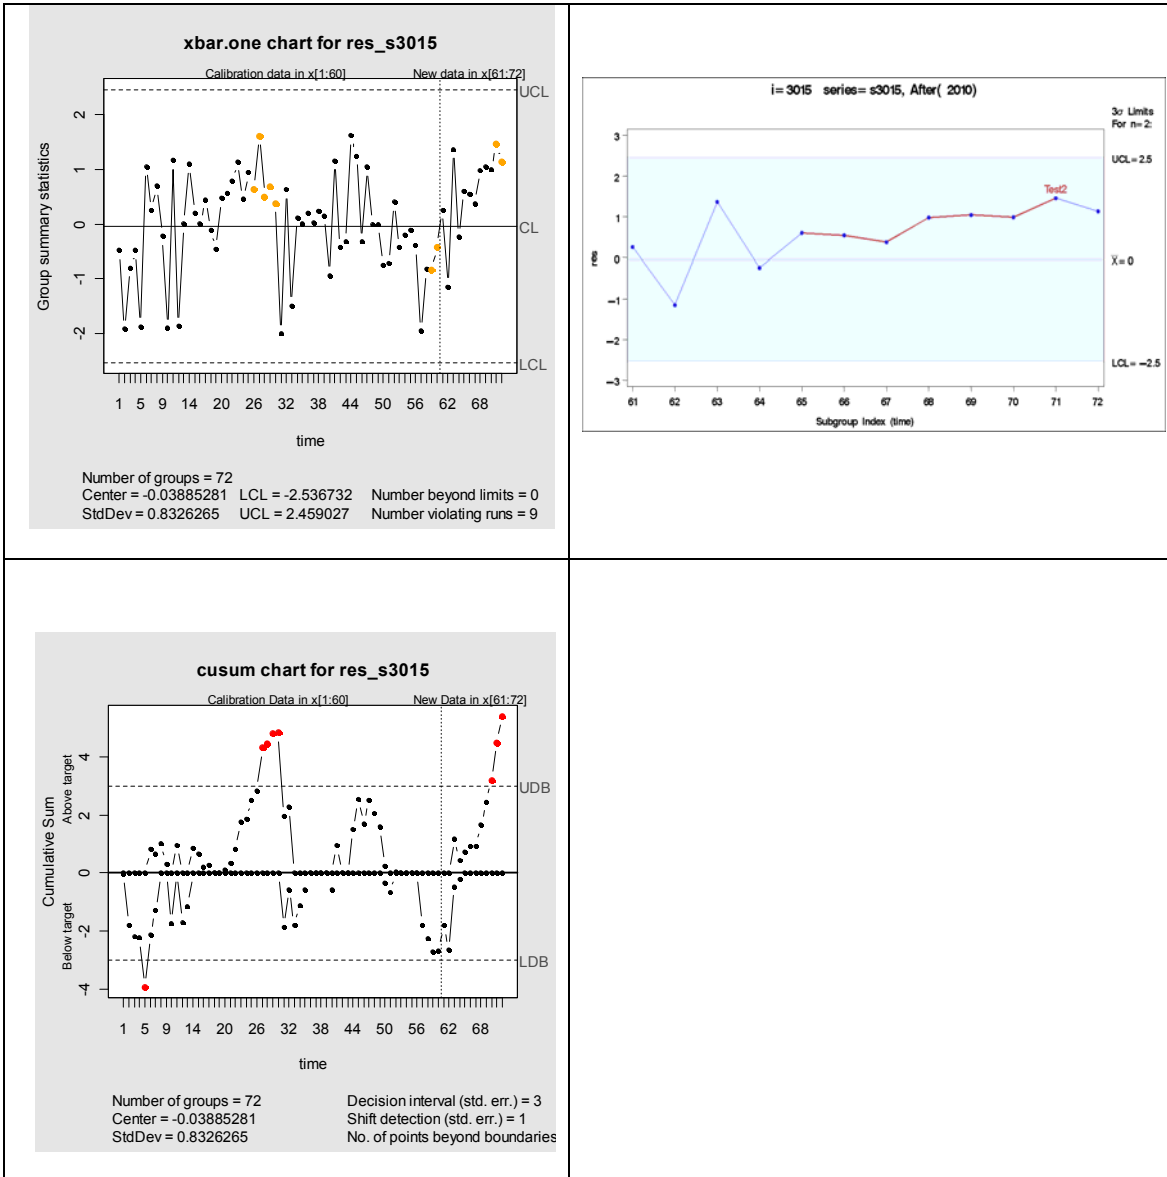 xbar.one chart for res_s3015
Calibration data in x[1:60]
New data in x[61:72]
Group summary statistics
2
1
0
-1
-2
UCL
CL
LCL
1 5 9 14 20 26 32 38 44 50 56 62 68
time
Number of groups = 72
Center = -0.03885281 LCL = -2.536732 Number beyond limits = 0
StdDev = 0.8326265 UCL = 2.459027 Number violating runs = 9
i= 3015 series= s3015, After( 2010)
3σ Limits
For n=2:
UCL=2.5
X̄=0
LCL=-2.5
res
3
2
1
0
-1
-2
-3
Test2
61 62 63 64 65 66 67 68 69 70 71 72
Subgroup Index (time)
cusum chart for res_s3015
Calibration Data in x[1:60]
New Data in x[61:72]
Cumulative Sum
Above target
Below target
4
2
0
-2
-4
UDB
LDB
1 5 9 14 20 26 32 38 44 50 56 62 68
time
Number of groups = 72 Decision interval (std. err.) = 3
Center = -0.03885281 Shift detection (std. err.) = 1
StdDev = 0.8326265 No. of points beyond boundaries